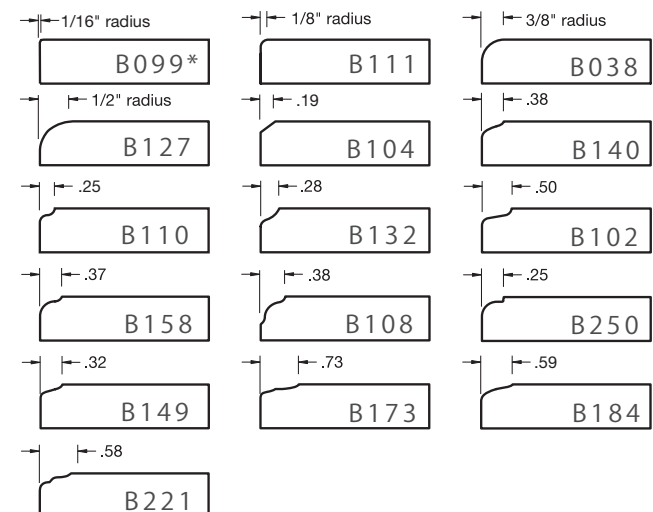 1/16" radius
1/8" radius
3/8" radius
B099*
B111
B038
1/2" radius
.19
.38
B127
B104
B140
.25
.28
.50
B110
B132
B102
.37
.38
.25
B158
B108
B250
.32
.73
.59
B149
B173
B184
.58
B221